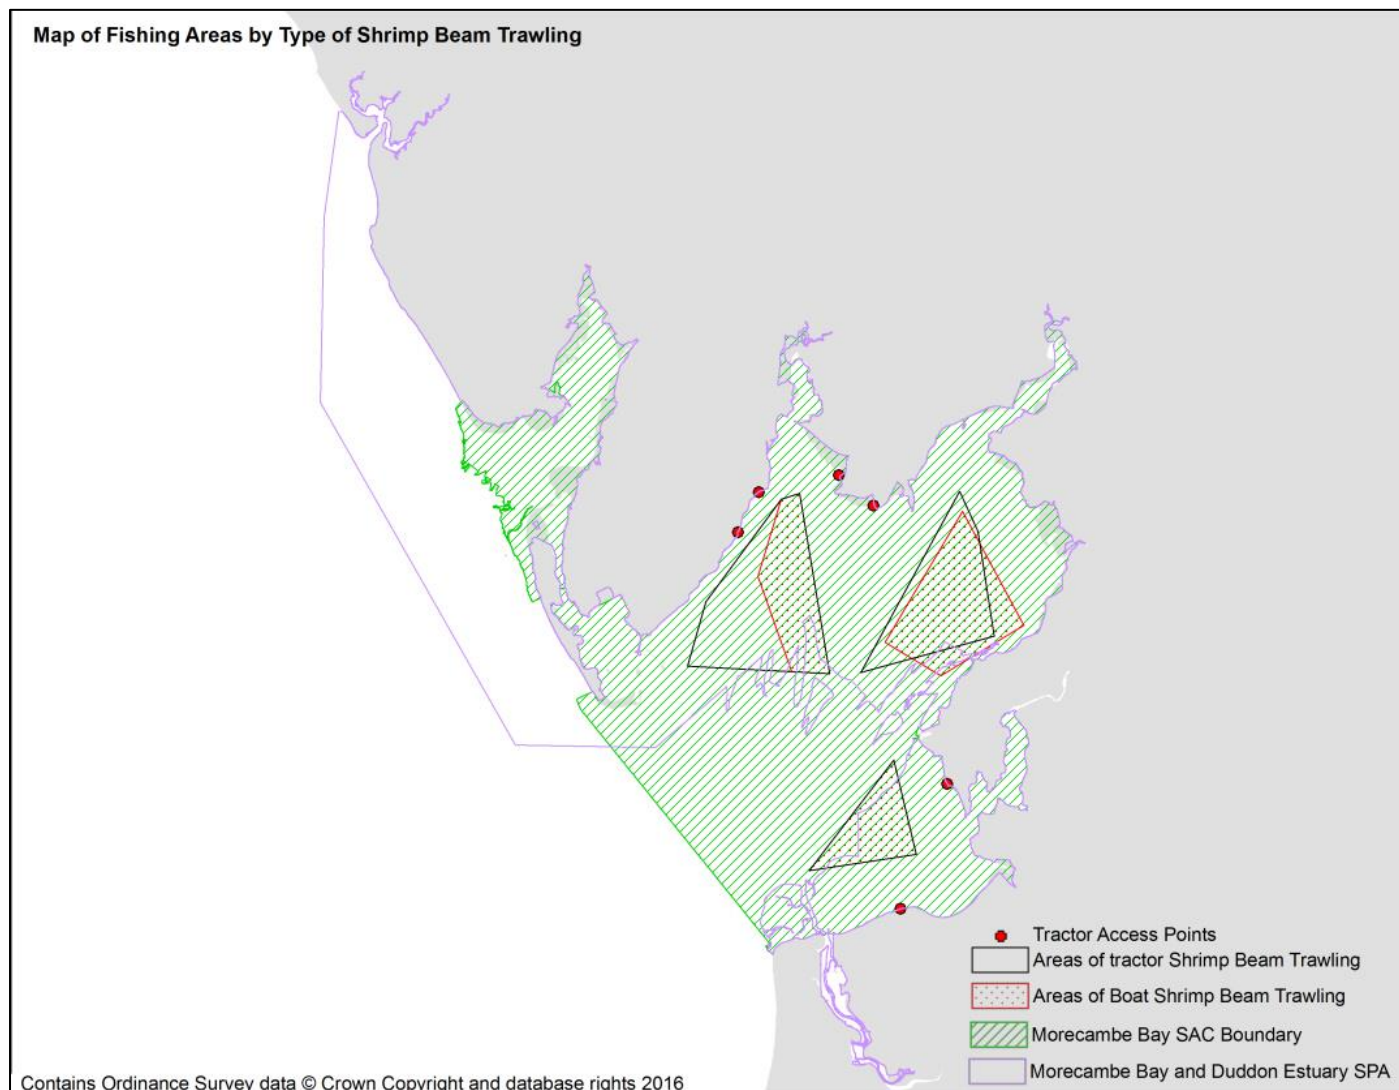 Map of Fishing Areas by Type of Shrimp Beam Trawling
Tractor Access Points
Areas of tractor Shrimp Beam Trawling
Areas of Boat Shrimp Beam Trawling
Morecambe Bay SAC Boundary
Morecambe Bay and Duddon Estuary SPA
Contains Ordinance Survey data © Crown Copyright and database rights 2016